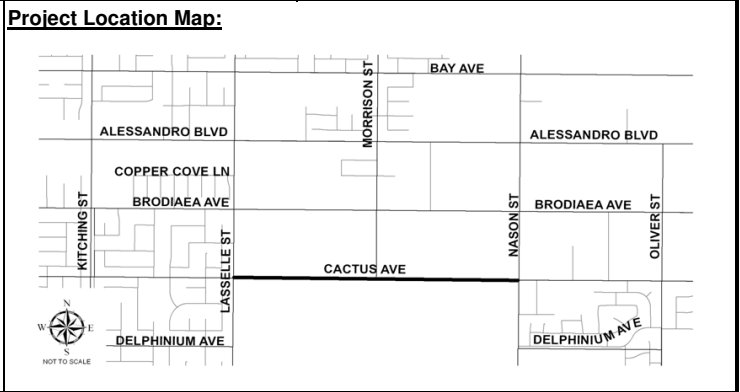 Project Location Map:
BAY AVE
MORRISON ST
ALESSANDRO BLVD
ALESSANDRO BLVD
COPPER COVE LN
KITCHING ST
BRODIAEA AVE
BRODIAEA AVE
NASON ST
OLIVER ST
LASSELLE ST
CACTUS AVE
N
W
E
S
NOT TO SCALE
DELPHINIUM AVE
DELPHINIUM AVE